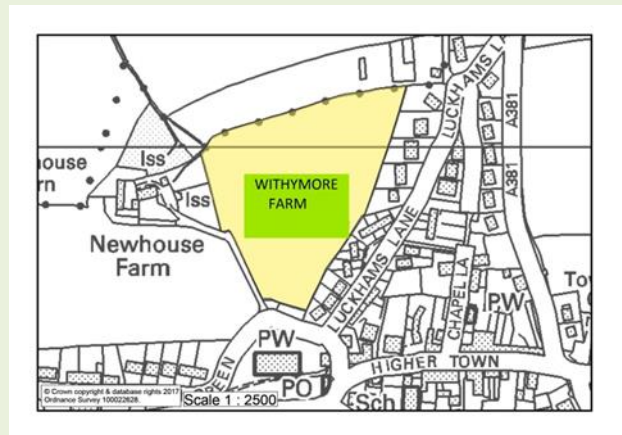 LUCKHAMS LA
A381
Iss
ouse
rn
WITHYMORE
FARM
Iss
A381
LUCKHAMS LANE
Newhouse
Farm
CHAPEL LA
To
PW
PW
HIGHER TOWN
GREEN
PO
Sch
© Crown copyright & database rights 2017
Ordnance Survey 100022628.
Scale 1 : 2500